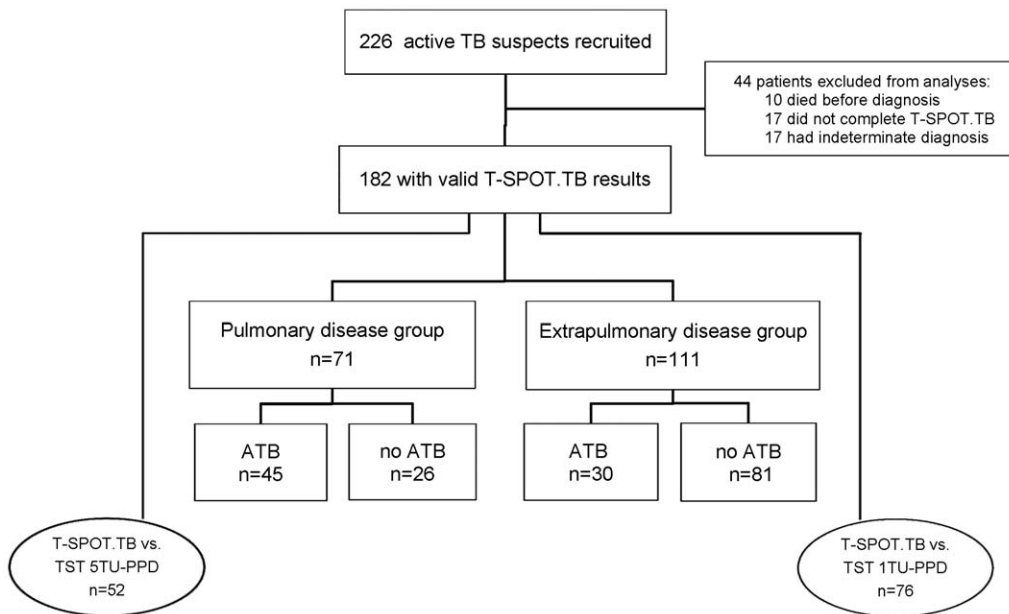 226 active TB suspects recruited
44 patients excluded from analyses:
10 died before diagnosis
17 did not complete T-SPOT.TB
17 had indeterminate diagnosis
182 with valid T-SPOT.TB results
Pulmonary disease group
n=71
Extrapulmonary disease group
n=111
ATB
n=45
no ATB
n=26
ATB
n=30
no ATB
n=81
T-SPOT.TB vs.
TST 5TU-PPD
n=52
T-SPOT.TB vs.
TST 1TU-PPD
n=76